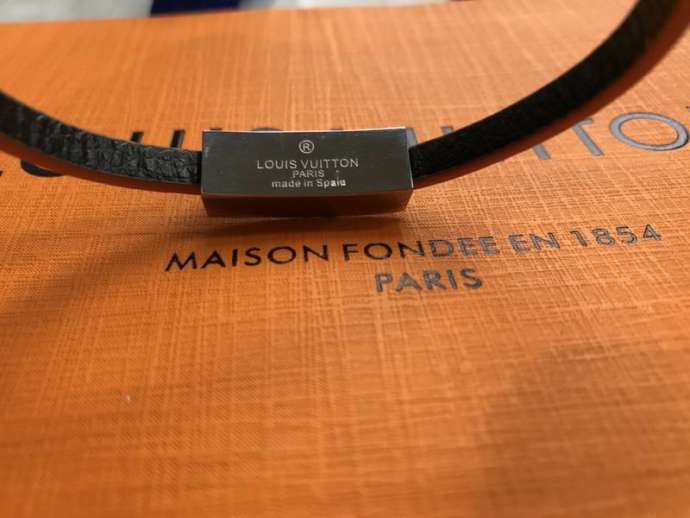 ®
LOUIS VUITTON
PARIS
made in Spain
MAISON FONDEE EN 1854
PARIS